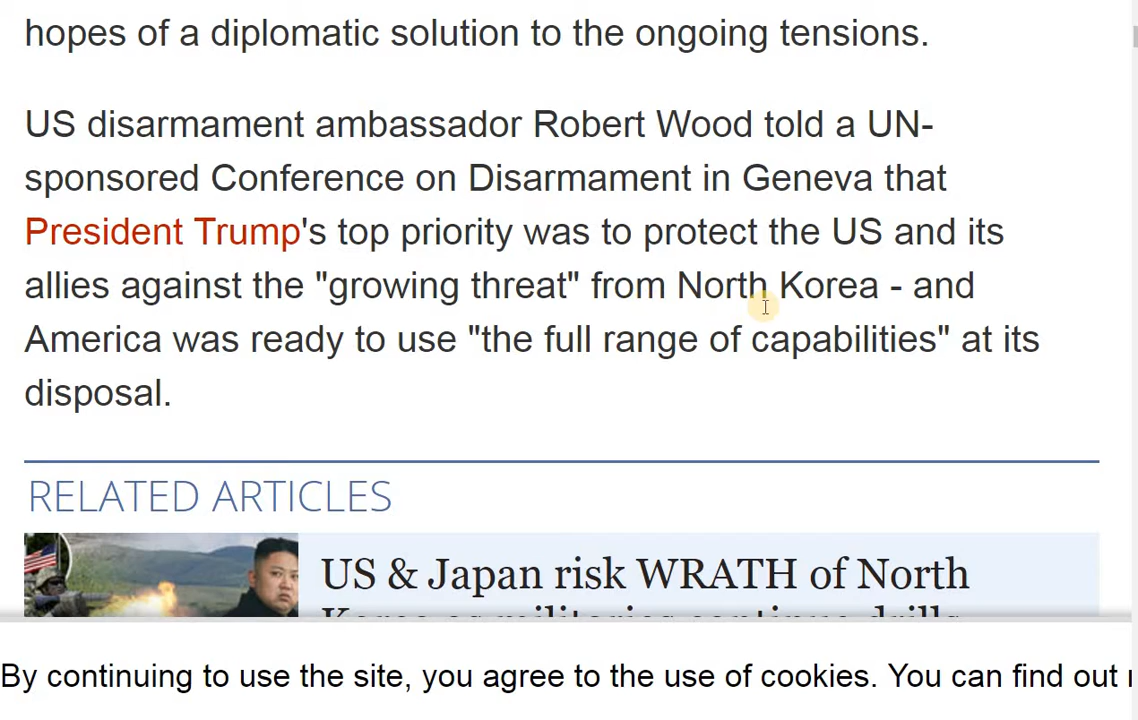 hopes of a diplomatic solution to the ongoing tensions.
US disarmament ambassador Robert Wood told a UN-
sponsored Conference on Disarmament in Geneva that
President Trump's top priority was to protect the US and its
allies against the "growing threat" from North Korea - and
America was ready to use "the full range of capabilities" at its
disposal.
RELATED ARTICLES
US & Japan risk WRATH of North
Korea as militaries continue drills
By continuing to use the site, you agree to the use of cookies. You can find out